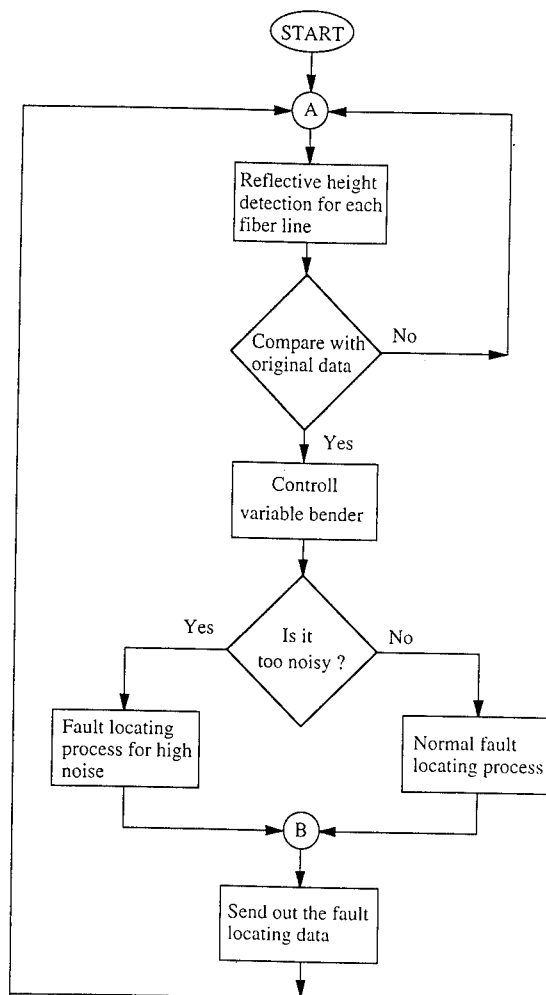 START
A
Reflective height
detection for each
fiber line
Compare with
original data
No
Yes
Controll
variable bender
Yes
Is it
too noisy ?
No
Fault locating
process for high
noise
Normal fault
locating process
B
Send out the fault
locating data